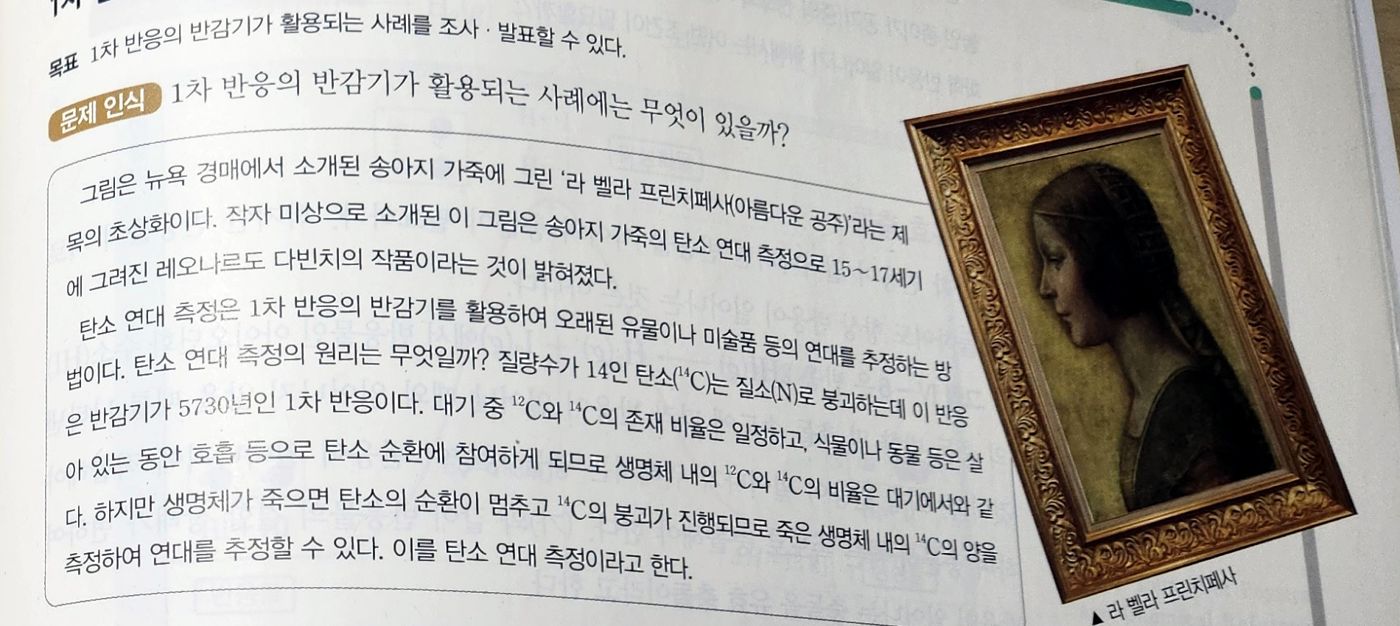 목표 1차 반응의 반감기가 활용되는 사례를 조사·발표할 수 있다.
문제 인식 1차 반응의 반감기가 활용되는 사례에는 무엇이 있을까?
그림은 뉴욕 경매에서 소개된 송아지 가죽에 그린 ‘라 벨라 프린치페사(아름다운 공주)’라는 제
목의 초상화이다. 작자 미상으로 소개된 이 그림은 송아지 가죽의 탄소 연대 측정으로 15~17세기
에 그려진 레오나르도 다빈치의 작품이라는 것이 밝혀졌다.
탄소 연대 측정은 1차 반응의 반감기를 활용하여 오래된 유물이나 미술품 등의 연대를 추정하는 방
법이다. 탄소 연대 측정의 원리는 무엇일까? 질량수가 14인 탄소(¹⁴C)는 질소(N)로 붕괴하는데 이 반응
은 반감기가 5730년인 1차 반응이다. 대기 중 ¹²C와 ¹⁴C의 존재 비율은 일정하고, 식물이나 동물 등은 살
아 있는 동안 호흡 등으로 탄소 순환에 참여하게 되므로 생명체 내의 ¹²C와 ¹⁴C의 비율은 대기에서와 같
다. 하지만 생명체가 죽으면 탄소의 순환이 멈추고 ¹⁴C의 붕괴가 진행되므로 죽은 생명체 내의 ¹⁴C의 양을
측정하여 연대를 추정할 수 있다. 이를 탄소 연대 측정이라고 한다.
▲ 라 벨라 프린치페사